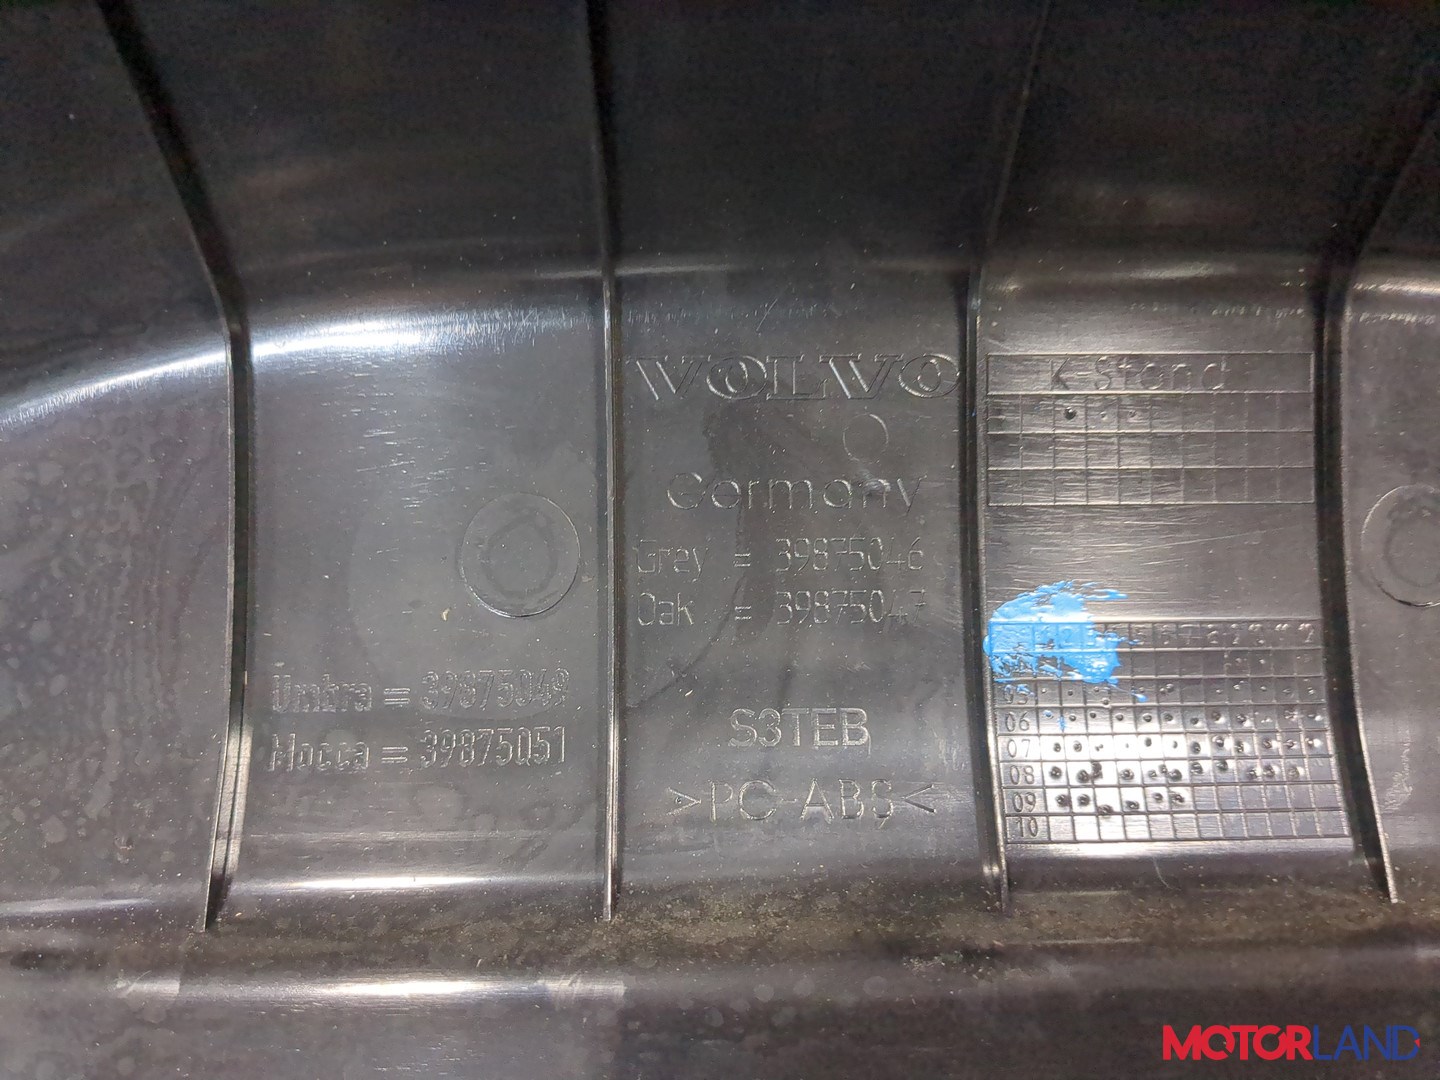 VOLVO
Germany
Grey = 39875046
Oak = 39875047
Umbra = 39875049
Mocca = 39875051
S3TEB
>PC-ABS<
K-Stand
05
06
07
08
09
10
MOTORLAND